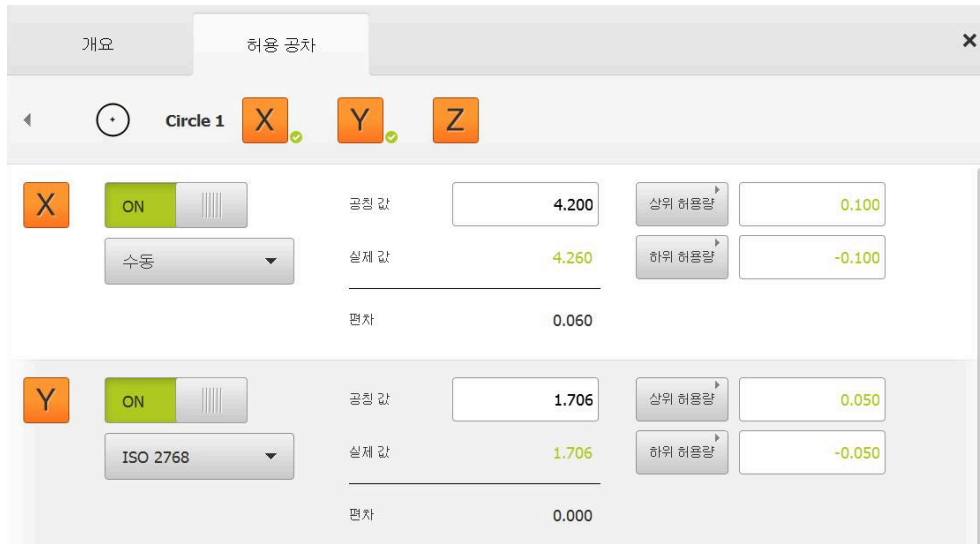 개요
허용 공차
Circle 1 X Y Z
X ON 공칭 값 4.200 상위 허용량 0.100
수동 실제 값 4.260 하위 허용량 -0.100
편차 0.060
Y ON 공칭 값 1.706 상위 허용량 0.050
ISO 2768 실제 값 1.706 하위 허용량 -0.050
편차 0.000